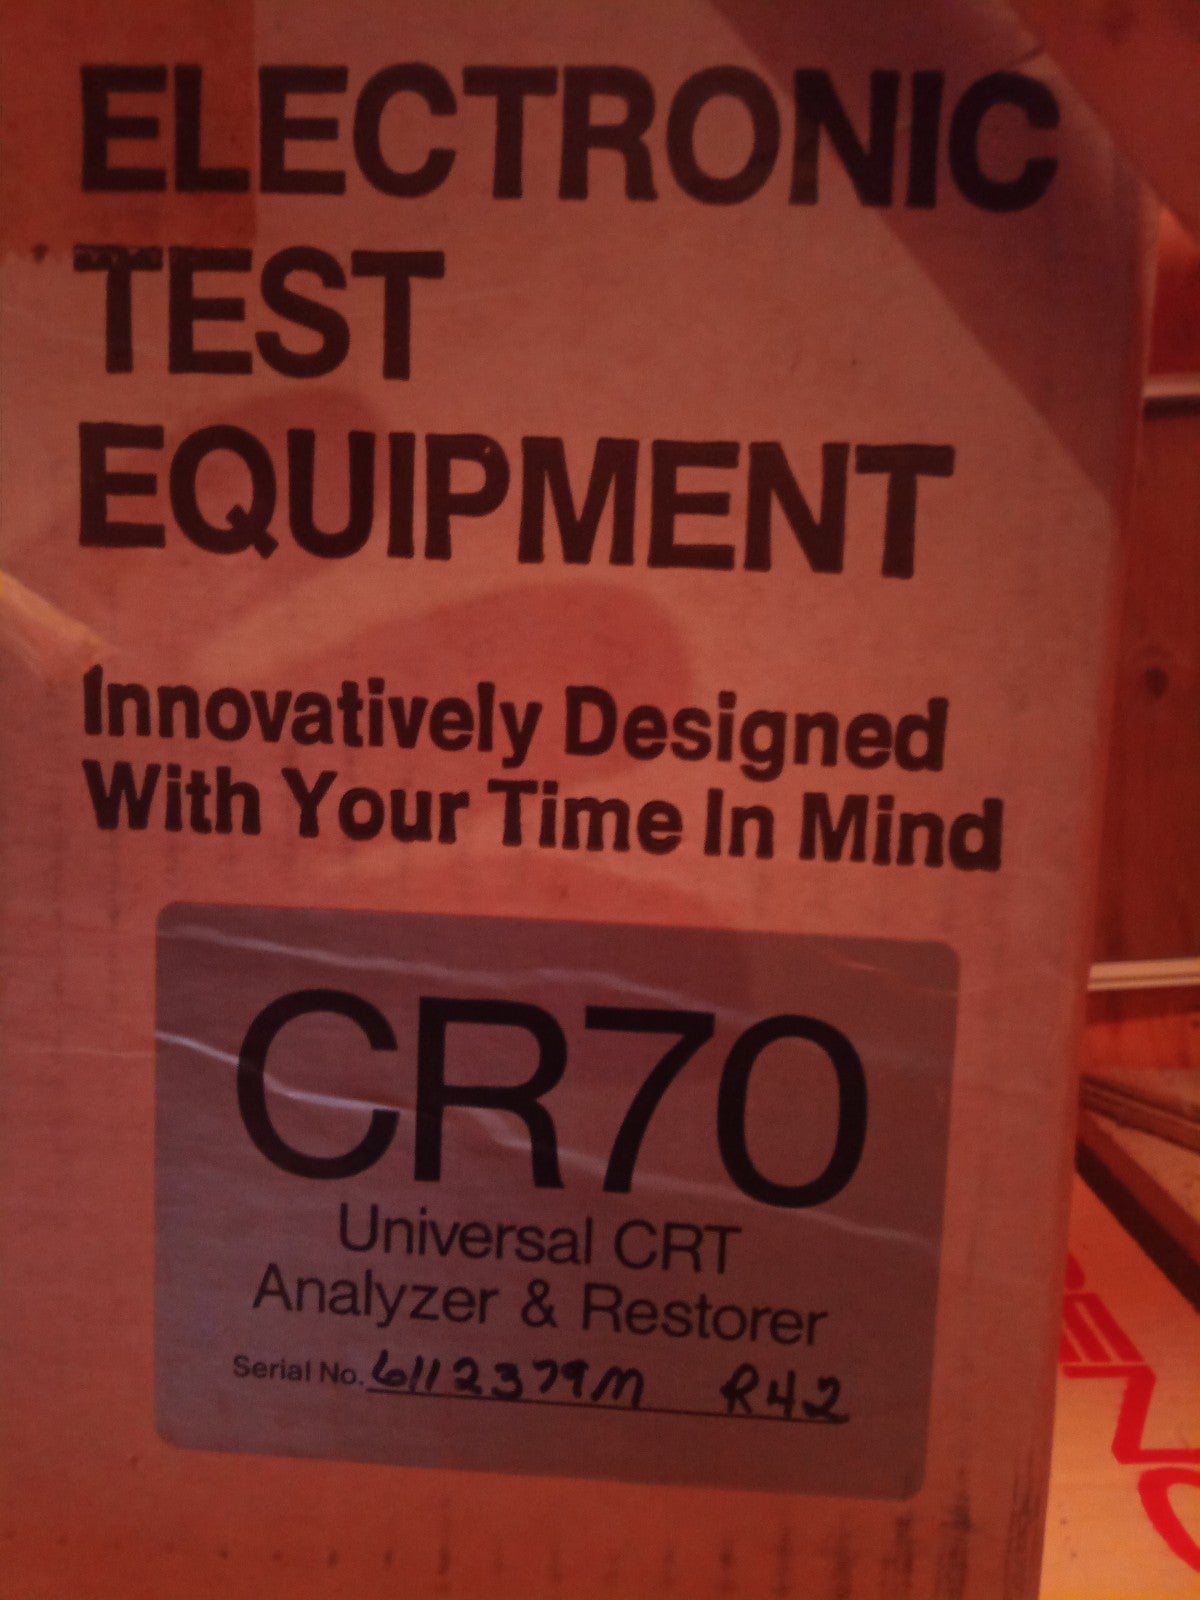 ELECTRONIC
TEST
EQUIPMENT
Innovatively Designed
With Your Time In Mind
CR70
Universal CRT
Analyzer & Restorer
Serial No. 6112379M R42